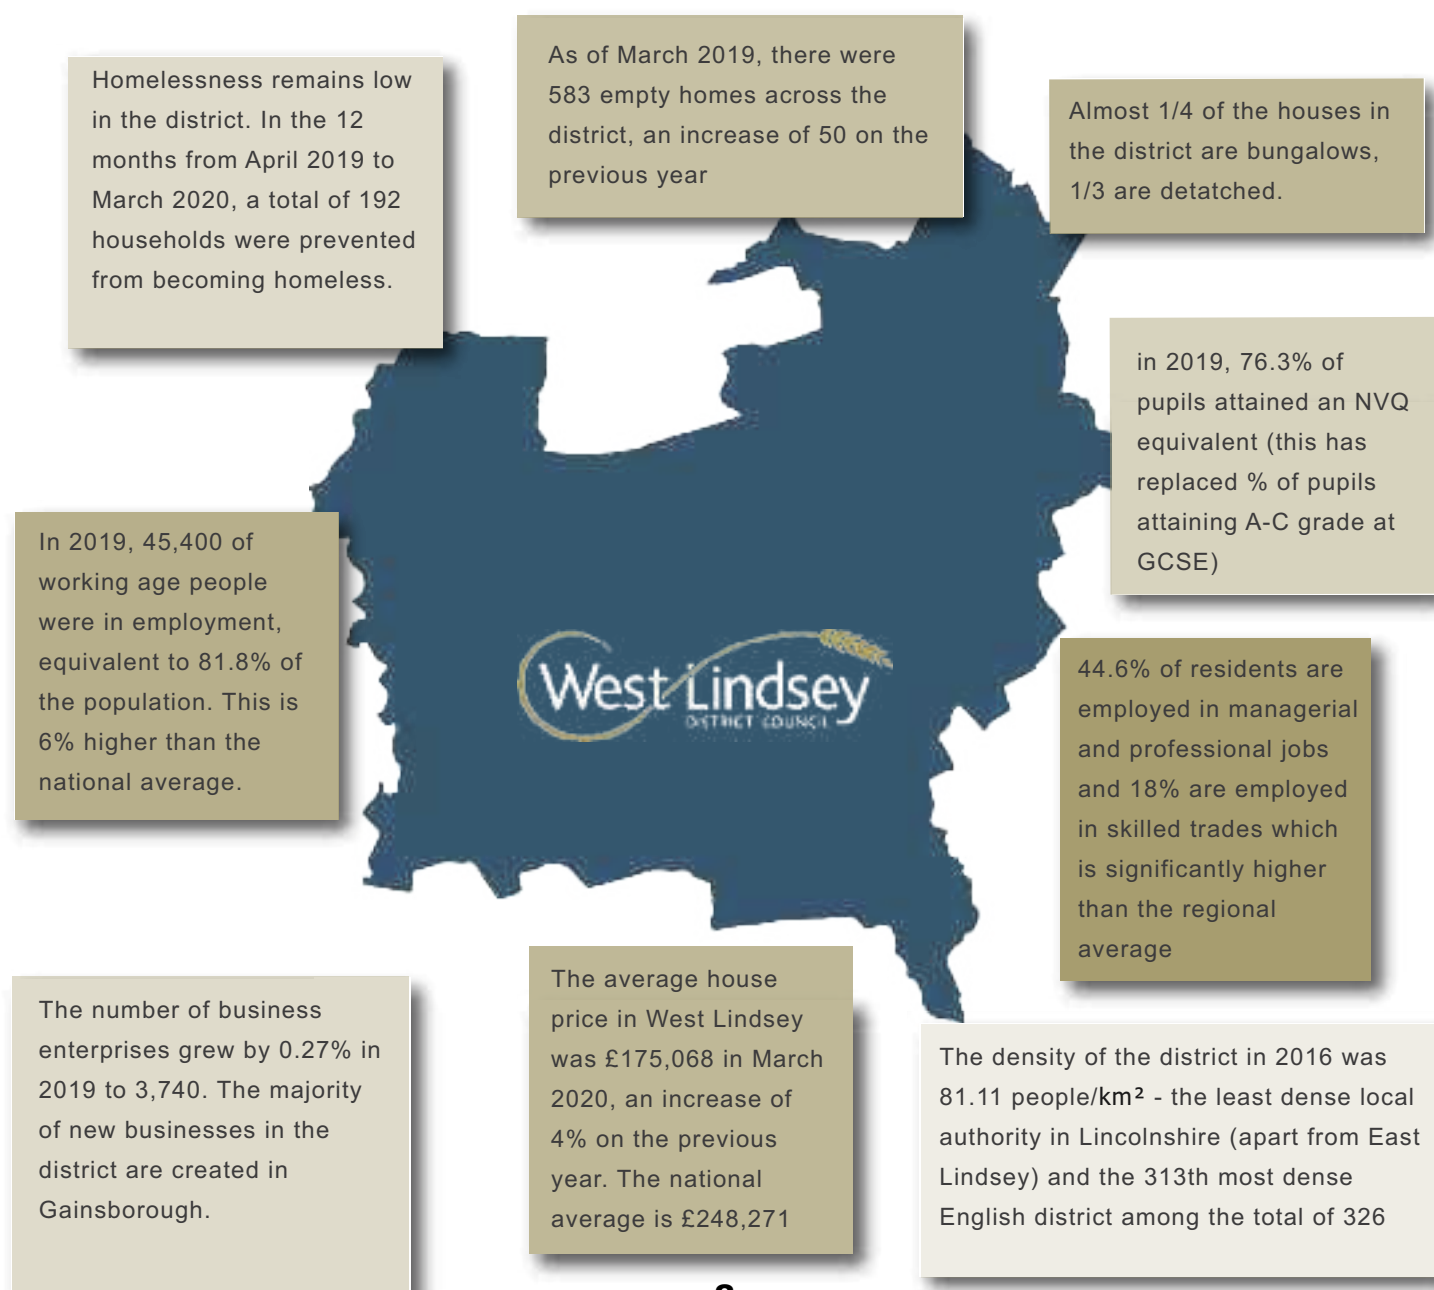 Homelessness remains low
in the district. In the 12
months from April 2019 to
March 2020, a total of 192
households were prevented
from becoming homeless.
As of March 2019, there were
583 empty homes across the
district, an increase of 50 on the
previous year
Almost 1/4 of the houses in
the district are bungalows,
1/3 are detatched.
in 2019, 76.3% of
pupils attained an NVQ
equivalent (this has
replaced % of pupils
attaining A-C grade at
GCSE)
In 2019, 45,400 of
working age people
were in employment,
equivalent to 81.8% of
the population. This is
6% higher than the
national average.
West Lindsey
DISTRICT COUNCIL
44.6% of residents are
employed in managerial
and professional jobs
and 18% are employed
in skilled trades which
is significantly higher
than the regional
average
The number of business
enterprises grew by 0.27% in
2019 to 3,740. The majority
of new businesses in the
district are created in
Gainsborough.
The average house
price in West Lindsey
was £175,068 in March
2020, an increase of
4% on the previous
year. The national
average is £248,271
The density of the district in 2016 was
81.11 people/km² - the least dense local
authority in Lincolnshire (apart from East
Lindsey) and the 313th most dense
English district among the total of 326